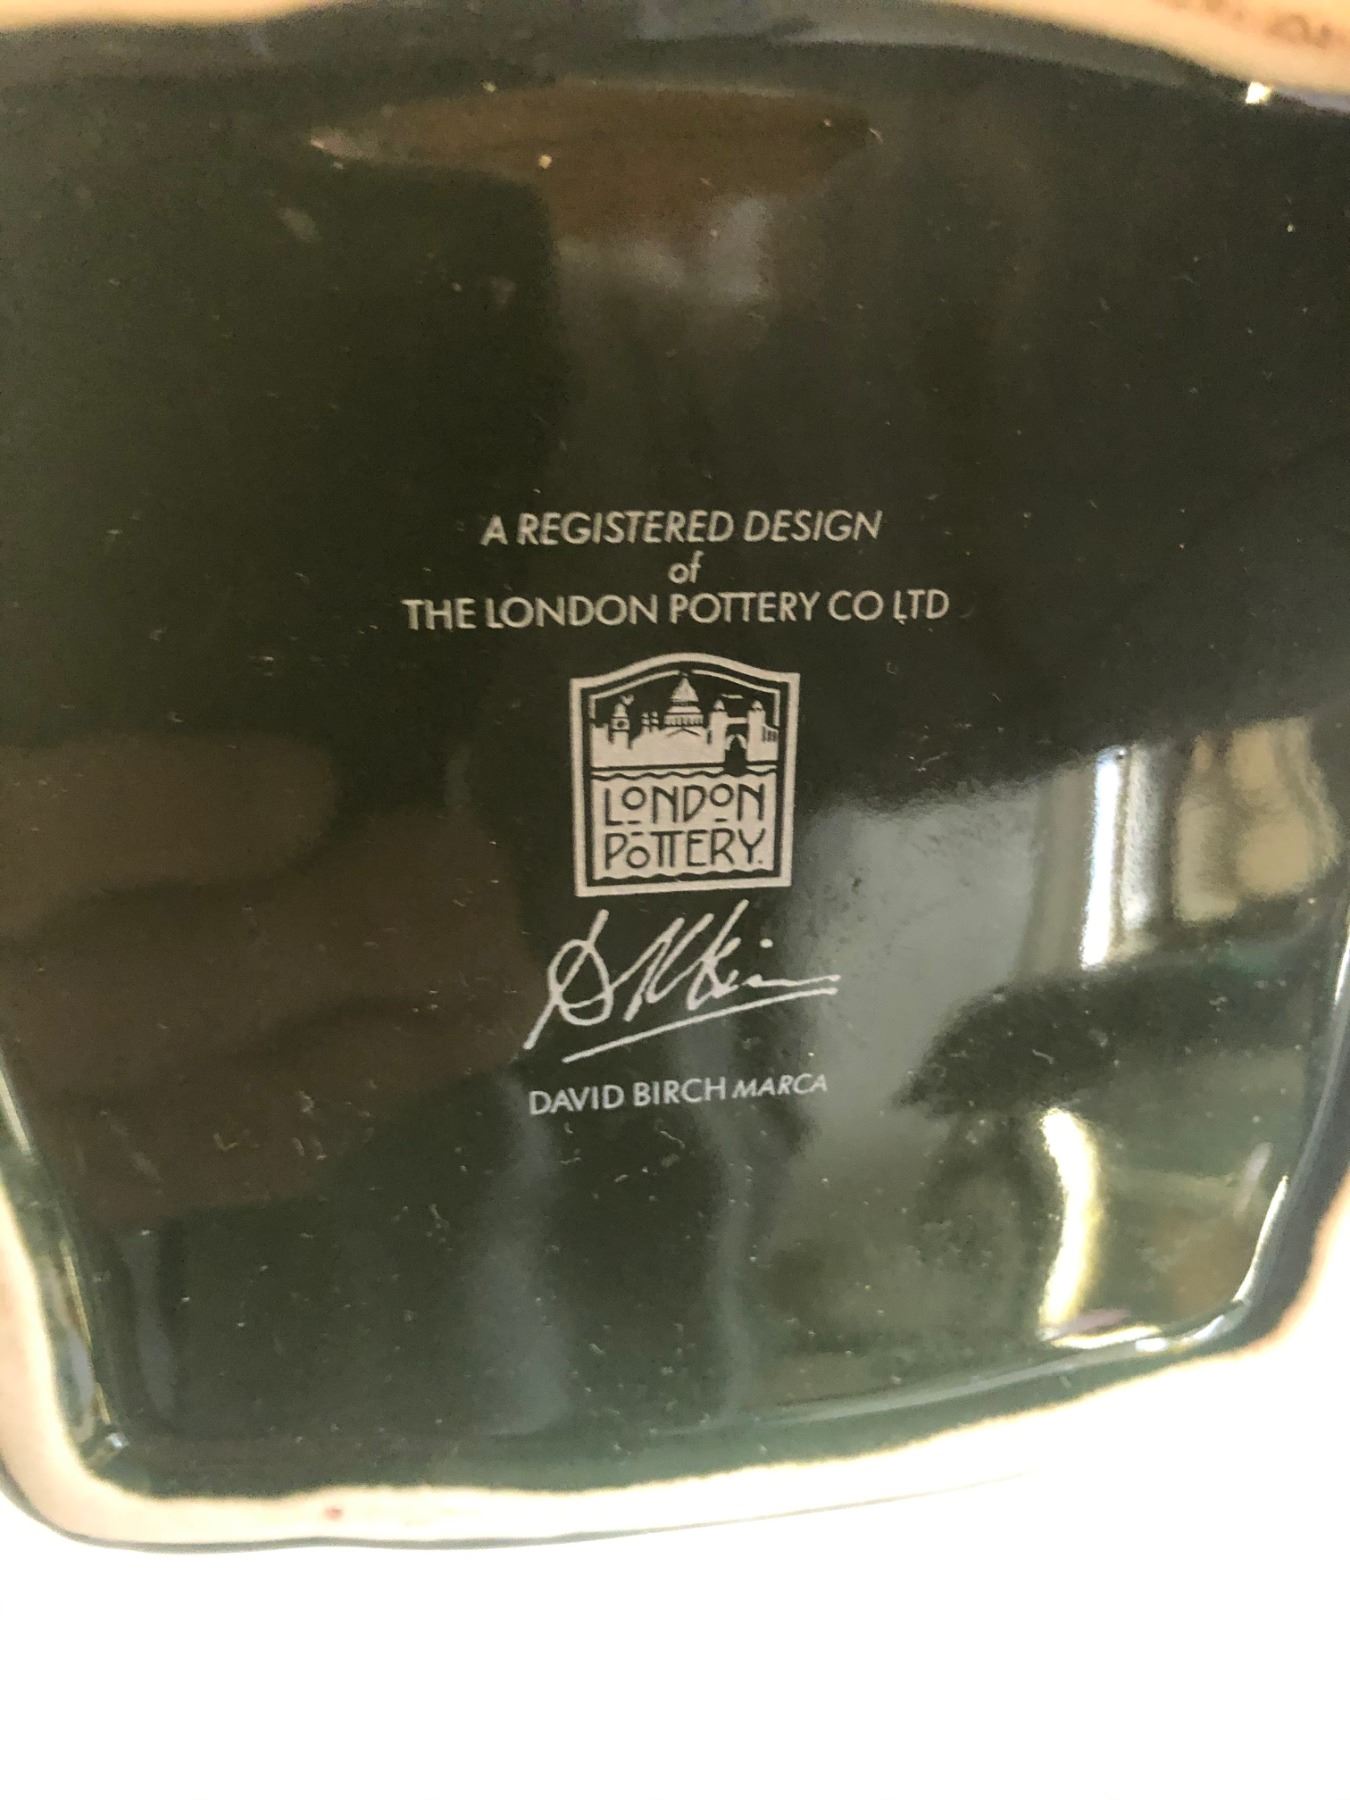 A REGISTERED DESIGN
of
THE LONDON POTTERY CO LTD
LONDON
POTTERY
DAVID BIRCH MARCA